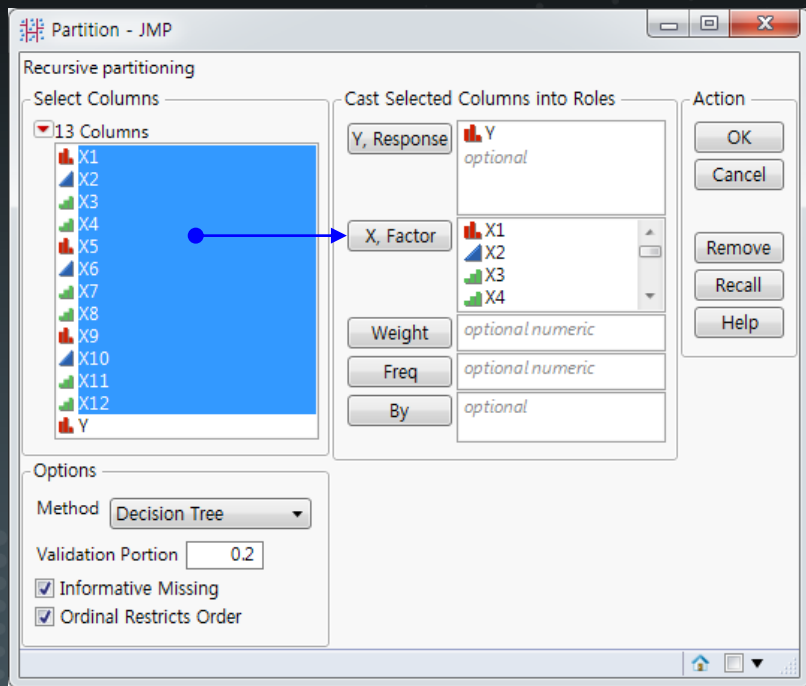 Partition - JMP
Recursive partitioning
Select Columns
13 Columns
X1
X2
X3
X4
X5
X6
X7
X8
X9
X10
X11
X12
Y
Cast Selected Columns into Roles
Y, Response
Y
optional
X, Factor
X1
X2
X3
X4
Weight
optional numeric
Freq
optional numeric
By
optional
Action
OK
Cancel
Remove
Recall
Help
Options
Method Decision Tree
Validation Portion 0.2
Informative Missing
Ordinal Restricts Order